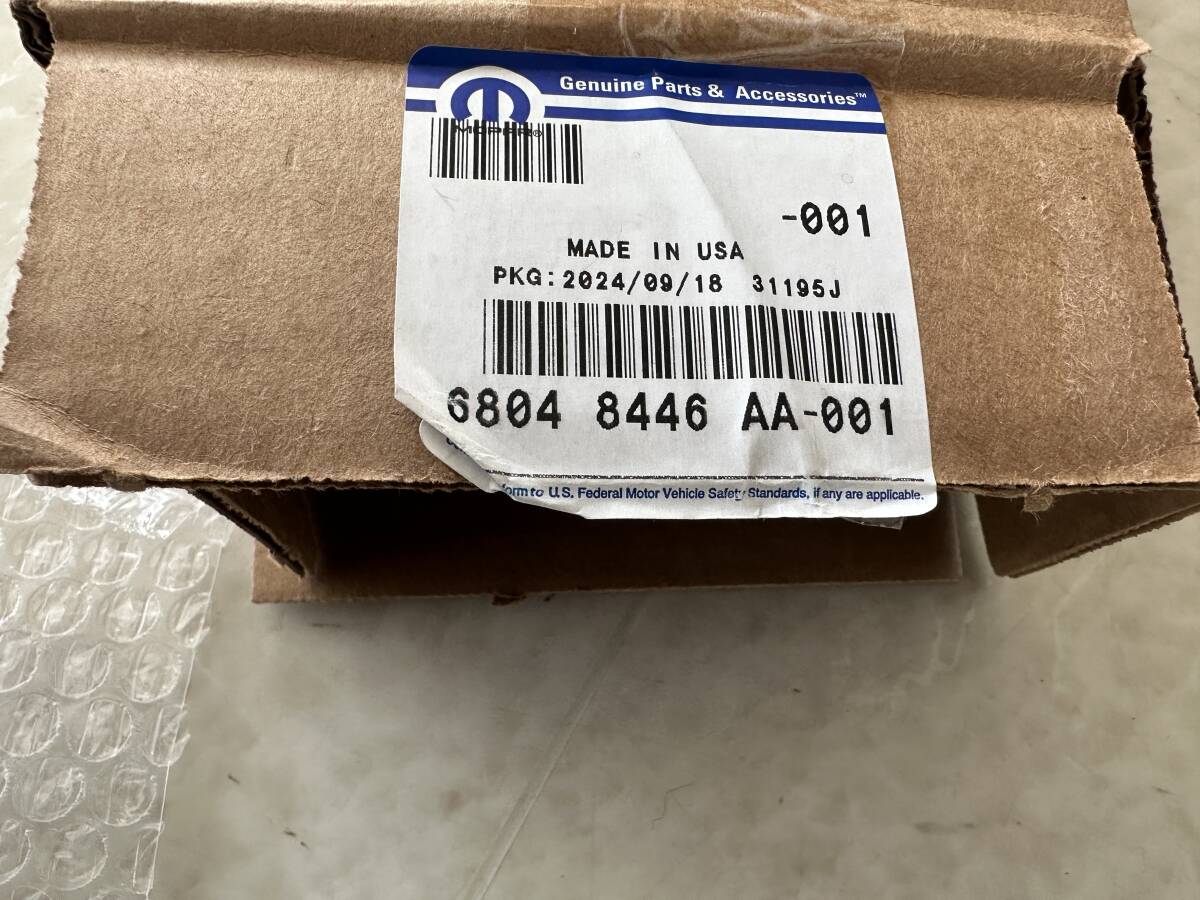 Genuine Parts & Accessories™
MOPAR®
-001
MADE IN USA
PKG:2024/09/18 31195J
6804 8446 AA-001
form to U.S. Federal Motor Vehicle Safety Standards, if any are applicable.